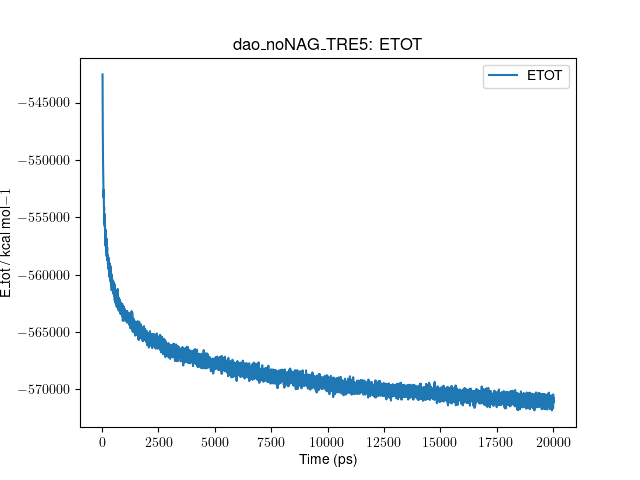 dao_noNAG_TRE5: ETOT
ETOT
E_tot / kcal mol−1
−545000
−550000
−555000
−560000
−565000
−570000
0 2500 5000 7500 10000 12500 15000 17500 20000
Time (ps)